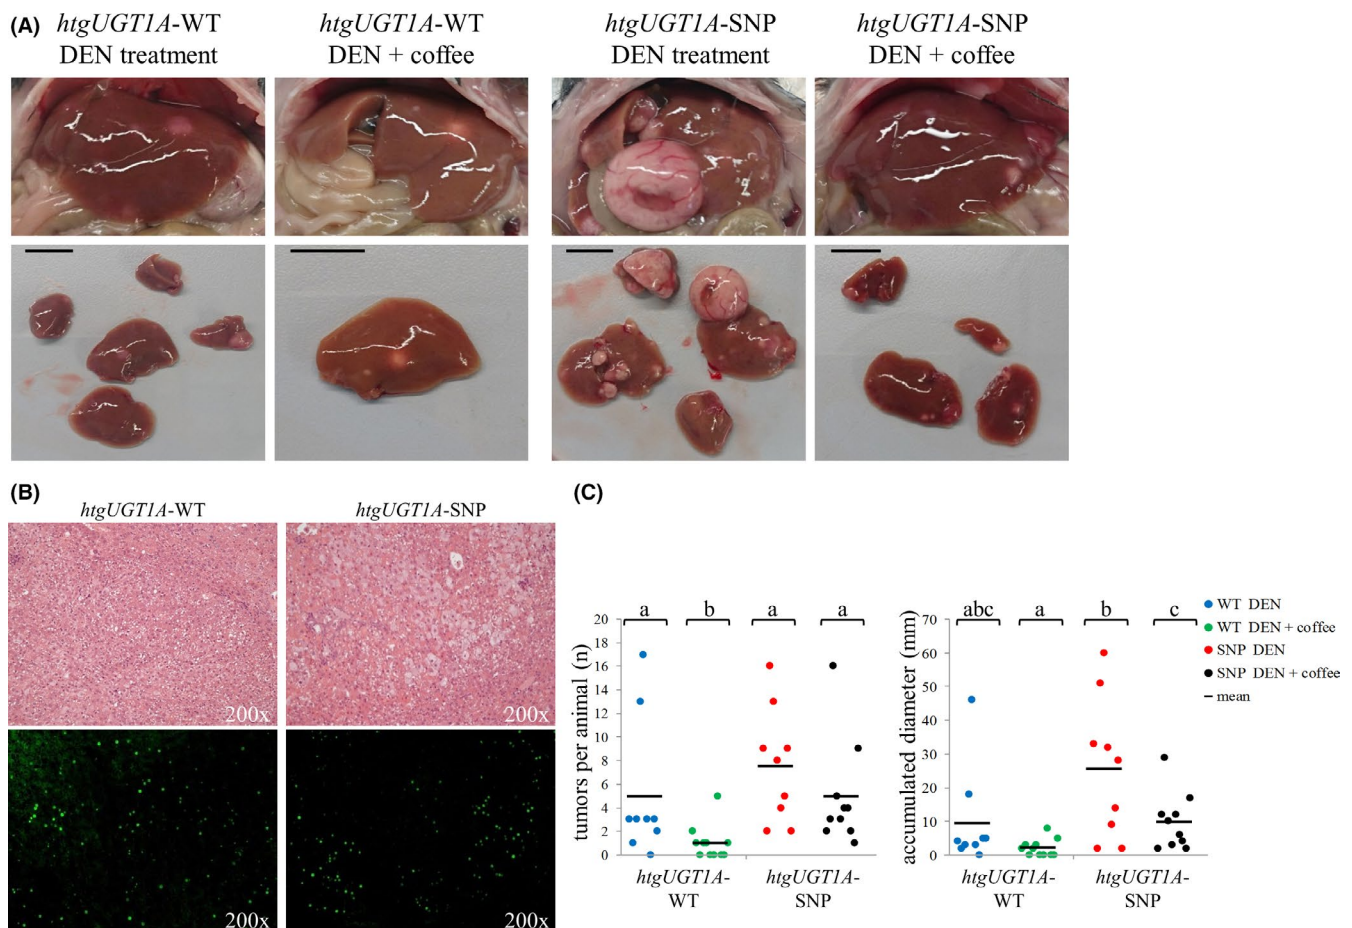 (A)
htgUGT1A-WT
DEN treatment
htgUGT1A-WT
DEN + coffee
htgUGT1A-SNP
DEN treatment
htgUGT1A-SNP
DEN + coffee
(B)
htgUGT1A-WT
htgUGT1A-SNP
200x
200x
200x
200x
(C)
tumors per animal (n)
20
18
16
14
12
10
8
6
4
2
0
a
b
a
a
htgUGT1A-
WT
htgUGT1A-
SNP
accumulated diameter (mm)
70
60
50
40
30
20
10
0
abc
a
b
c
htgUGT1A-
WT
htgUGT1A-
SNP
WT DEN
WT DEN + coffee
SNP DEN
SNP DEN + coffee
mean